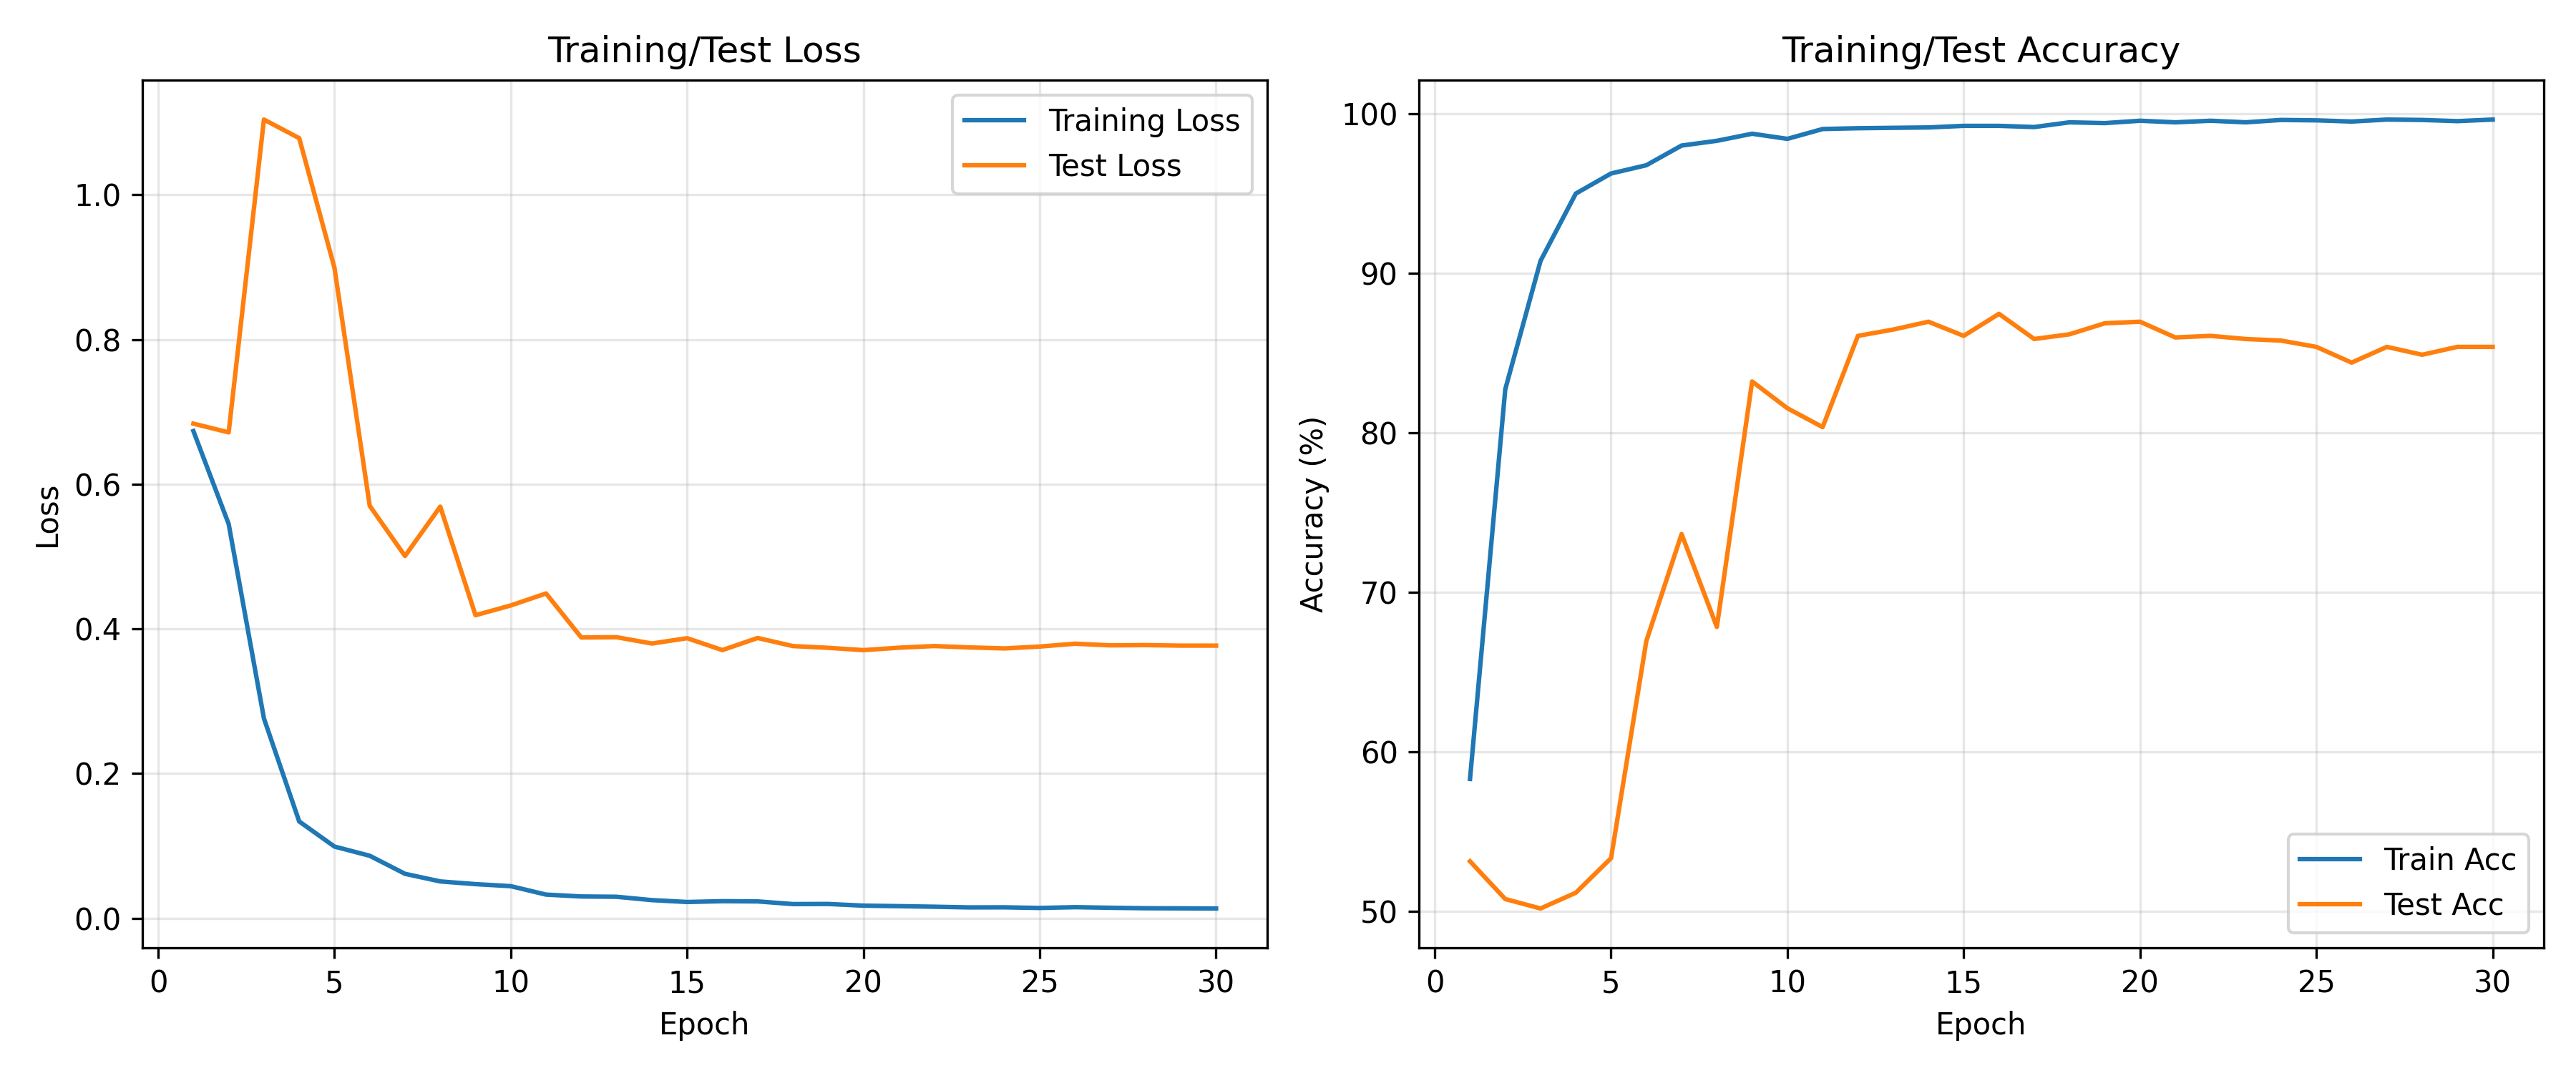 Training/Test Loss
Training Loss
Test Loss
1.0
0.8
0.6
0.4
0.2
0.0
Loss
0 5 10 15 20 25 30
Epoch
Training/Test Accuracy
100
90
80
70
60
50
Accuracy (%)
Train Acc
Test Acc
0 5 10 15 20 25 30
Epoch